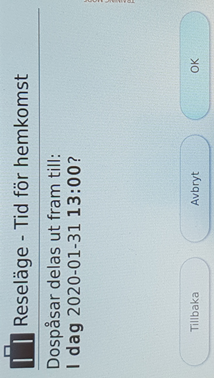 Reseläge - Tid för hemkomst
Dospåsar delas ut fram till:
I dag 2020-01-31 13:00?
Tillbaka
Avbryt
OK